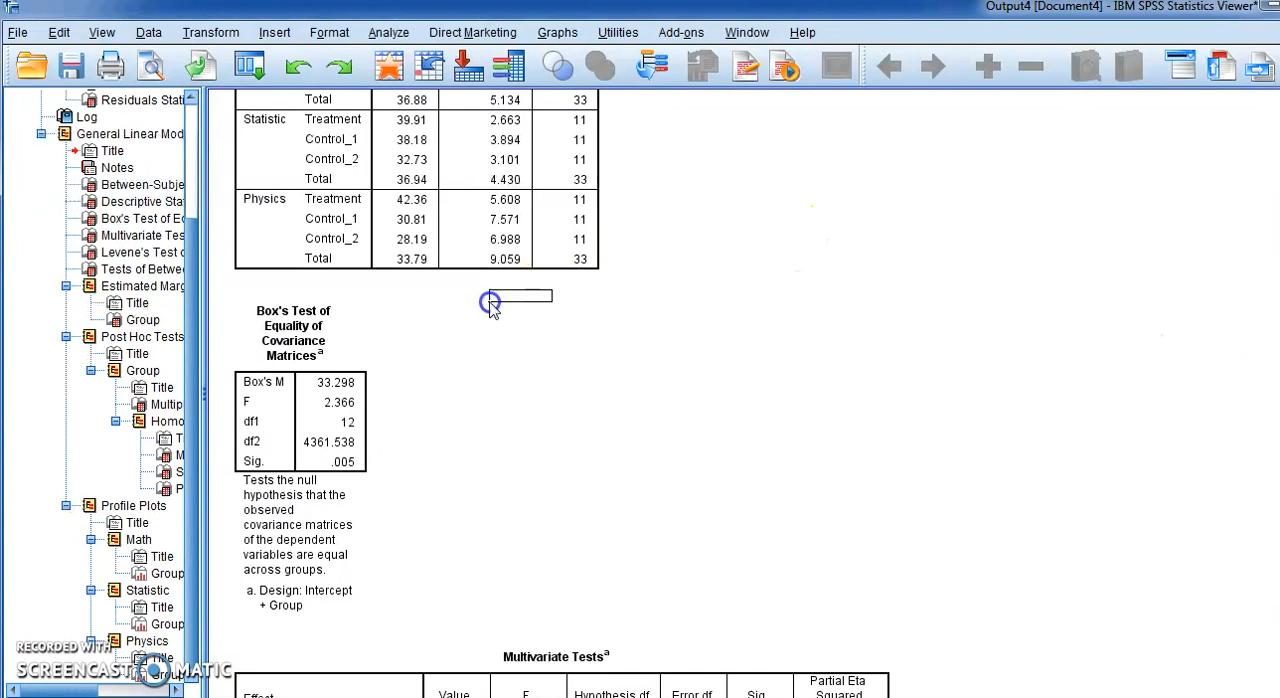 Output4 [Document4] - IBM SPSS Statistics Viewer*
File Edit View Data Transform Insert Format Analyze Direct Marketing Graphs Utilities Add-ons Window Help
Residuals Stati
Log
General Linear Mod
Title
Notes
Between-Subje
Descriptive Stat
Box's Test of Ec
Multivariate Tes
Levene's Test o
Tests of Betwe
Estimated Marg
Title
Group
Post Hoc Tests
Title
Group
Title
Multip
Homo
T
M
S
P
Profile Plots
Title
Math
Title
Group
Statistic
Title
Group
Physics
Title
Group
Total 36.88 5.134 33
Statistic Treatment 39.91 2.663 11
Control_1 38.18 3.894 11
Control_2 32.73 3.101 11
Total 36.94 4.430 33
Physics Treatment 42.36 5.608 11
Control_1 30.81 7.571 11
Control_2 28.19 6.988 11
Total 33.79 9.059 33
Box's Test of
Equality of
Covariance
Matrices a
Box's M 33.298
F 2.366
df1 12
df2 4361.538
Sig. .005
Tests the null
hypothesis that the
observed
covariance matrices
of the dependent
variables are equal
across groups.
a. Design: Intercept
+ Group
Multivariate Tests a
Effect Value F Hypothesis df Error df Sig. Partial Eta
Squared
RECORDED WITH
SCREENCAST MATIC